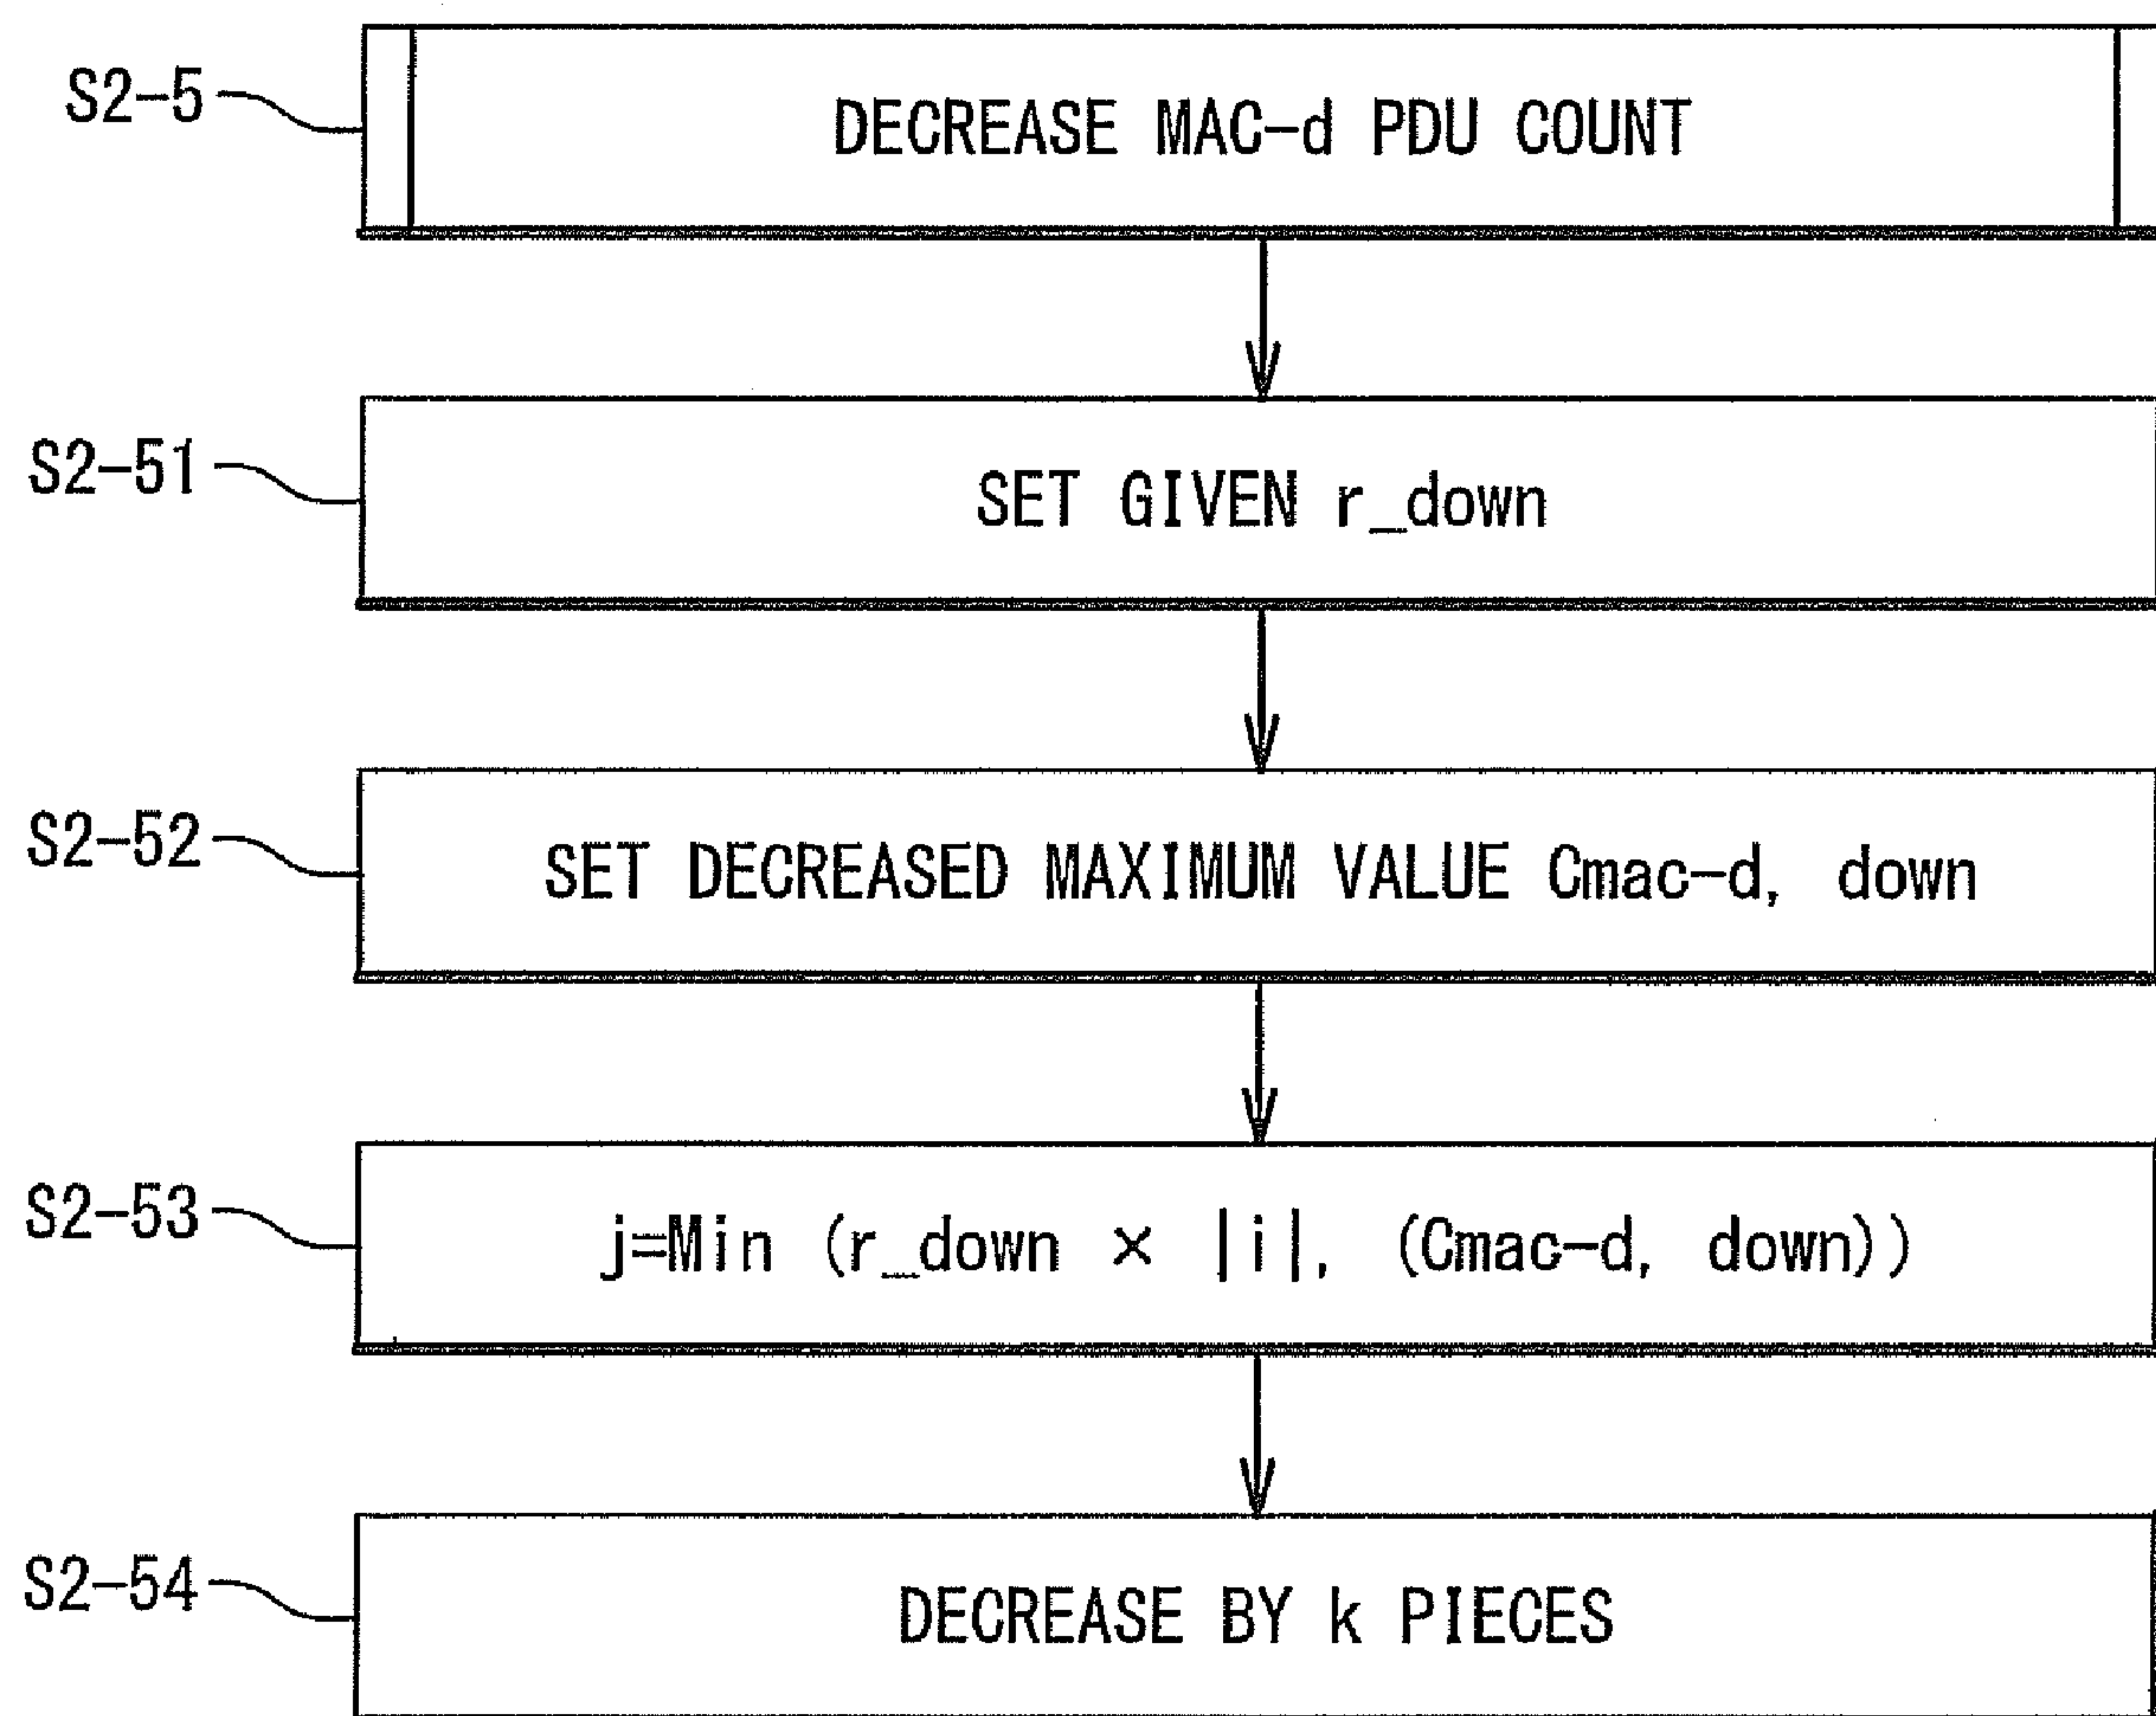 S2-5
DECREASE MAC-d PDU COUNT
S2-51
SET GIVEN r_down
S2-52
SET DECREASED MAXIMUM VALUE Cmac-d, down
S2-53
j=Min (r_down × |i|, (Cmac-d, down))
S2-54
DECREASE BY k PIECES